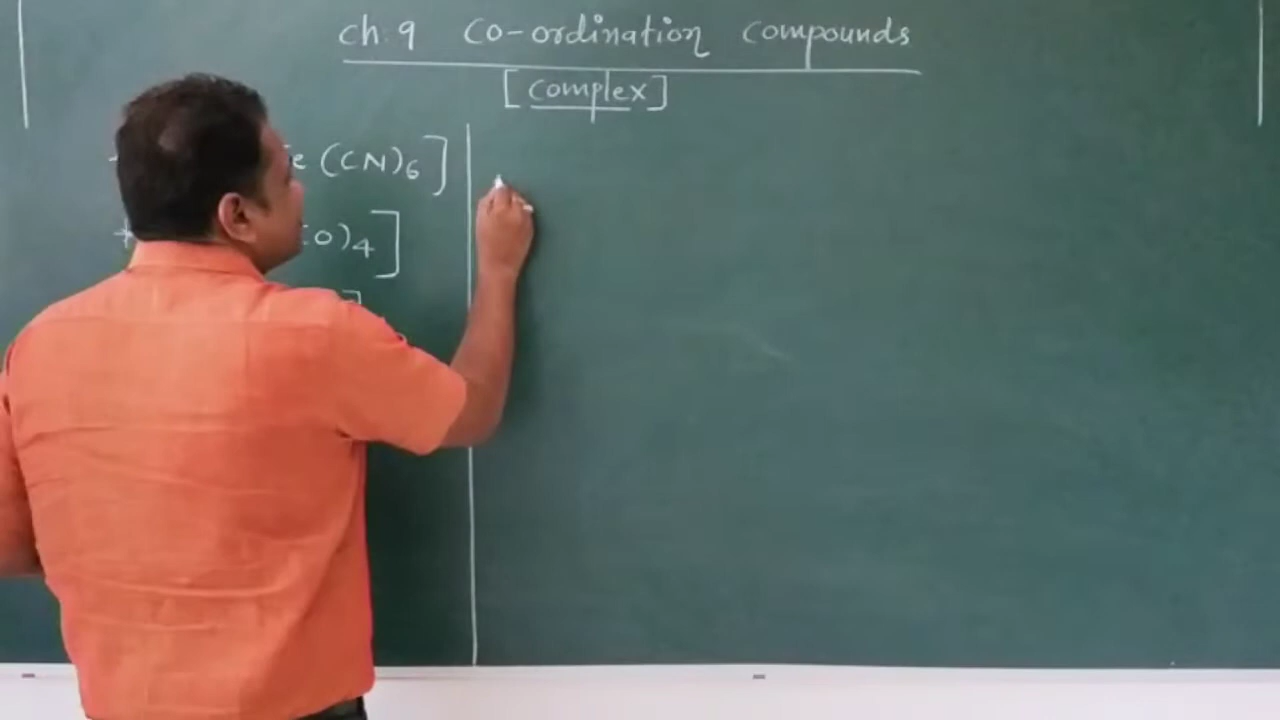 ch. 9 Co-ordination Compounds
[Complex]
e (CN)6]
O)4]
]